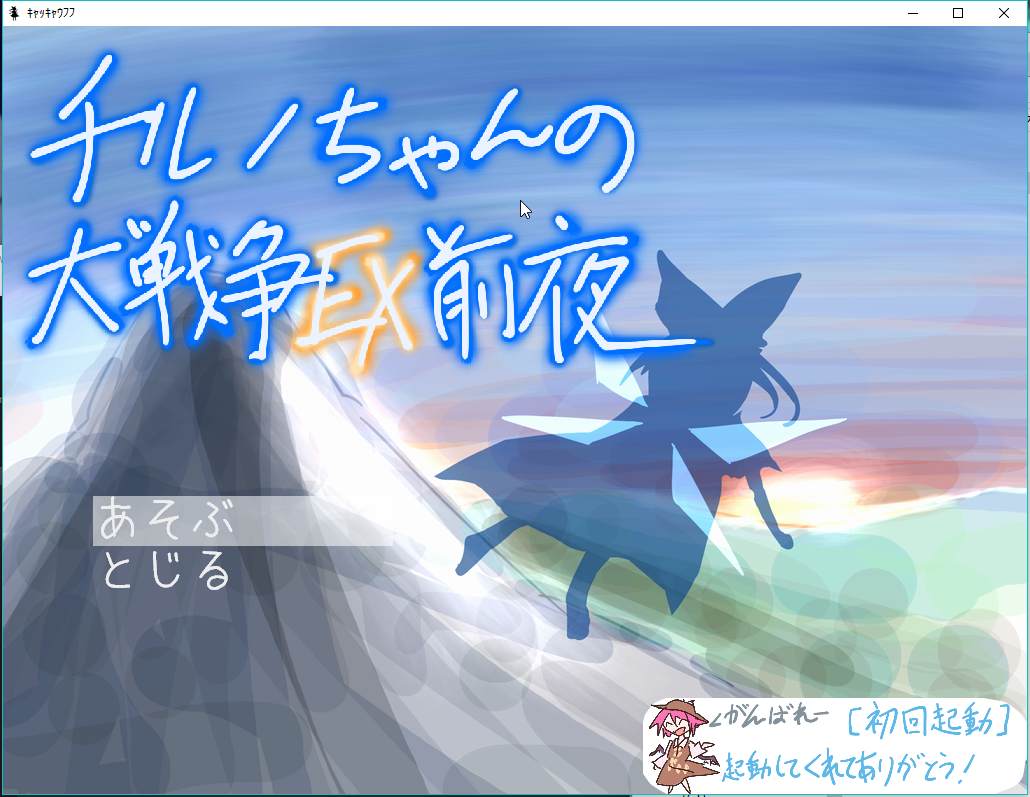 ｷｬｯｷｬｳﾌﾌ
チルノちゃんの
大戦争EX前夜
あそぶ
とじる
がんばれー [初回起動]
起動してくれてありがとう!